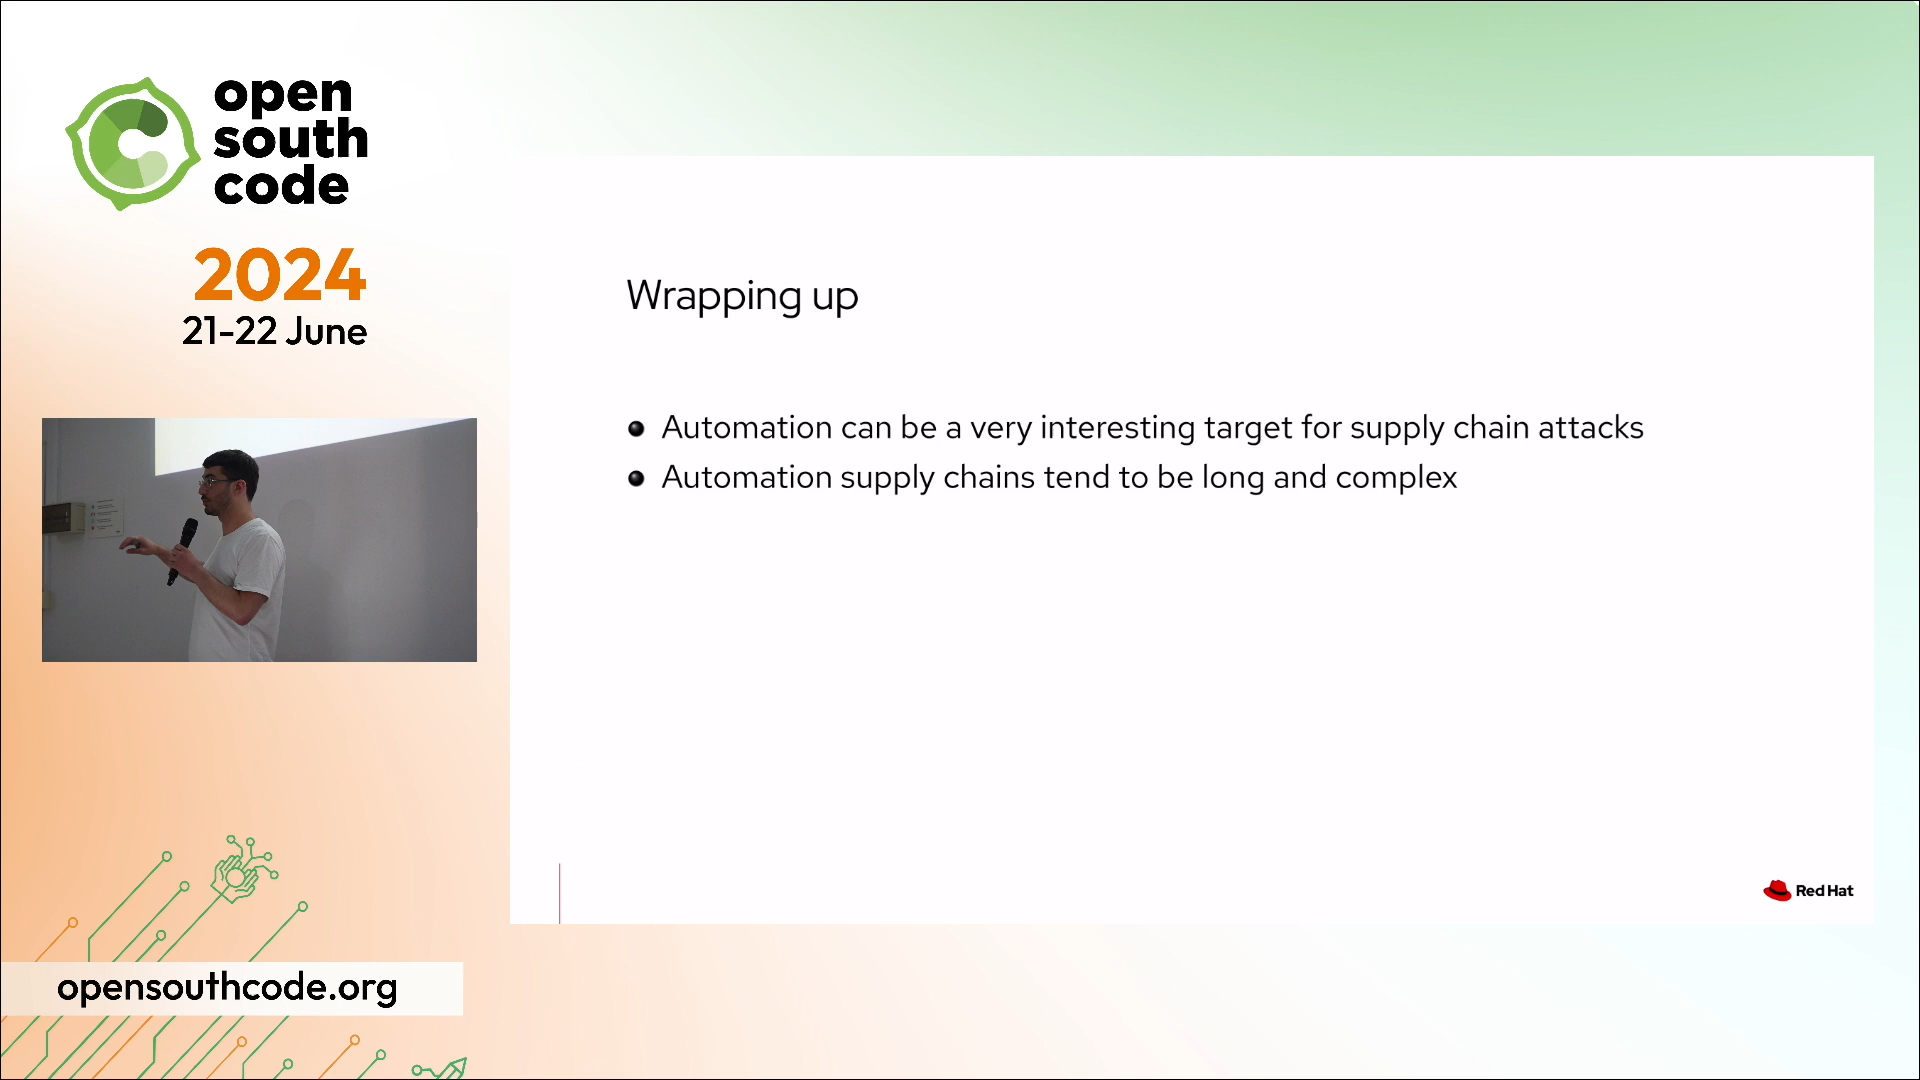 open
south
code
2024
21-22 June
Wrapping up
Automation can be a very interesting target for supply chain attacks
Automation supply chains tend to be long and complex
Red Hat
opensouthcode.org